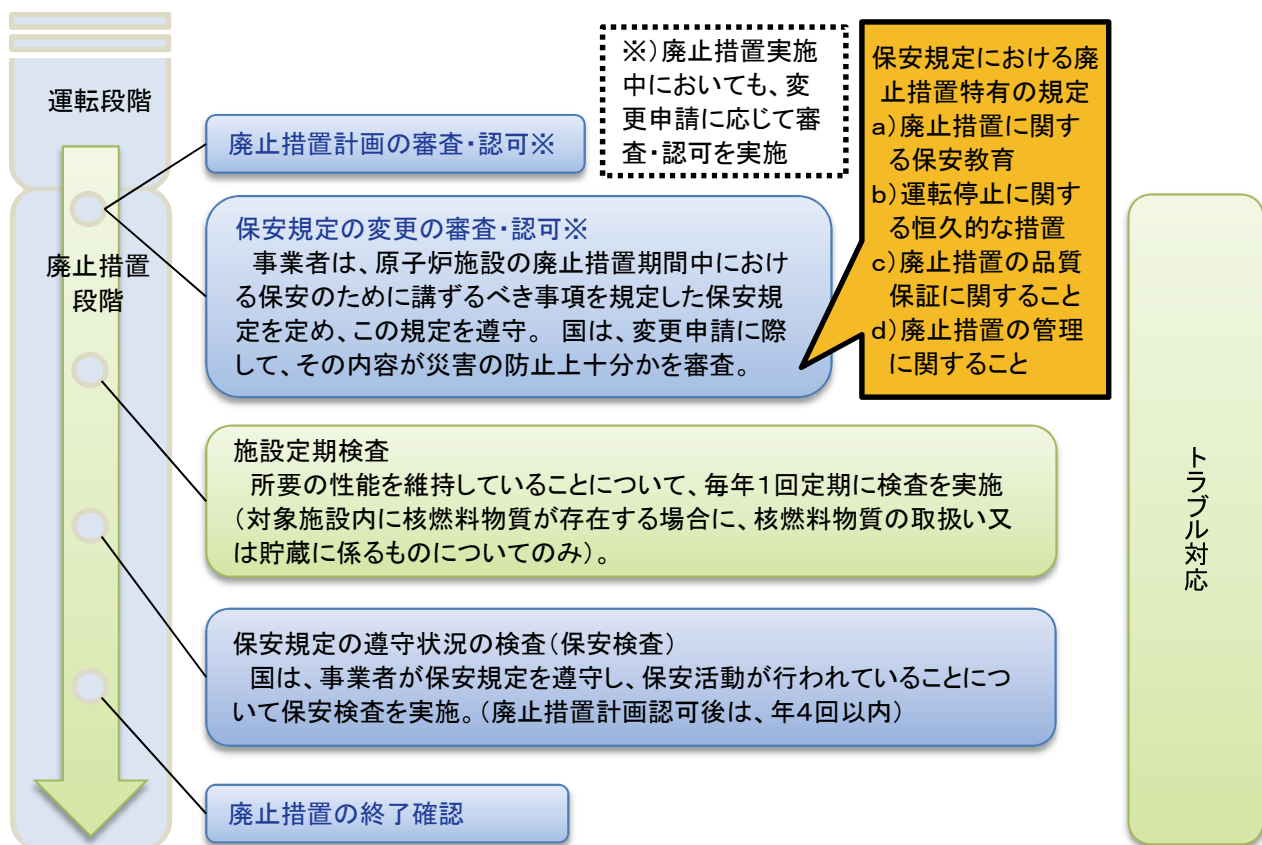 運転段階
廃止措置
段階
廃止措置計画の審査・認可※
※)廃止措置実施
中においても、変
更申請に応じて審
査・認可を実施
保安規定における廃
止措置特有の規定
a)廃止措置に関す
る保安教育
b)運転停止に関す
る恒久的な措置
c)廃止措置の品質
保証に関すること
d)廃止措置の管理
に関すること
保安規定の変更の審査・認可※
事業者は、原子炉施設の廃止措置期間中におけ
る保安のために講ずるべき事項を規定した保安規
定を定め、この規定を遵守。 国は、変更申請に際
して、その内容が災害の防止上十分かを審査。
施設定期検査
所要の性能を維持していることについて、毎年1回定期に検査を実施
(対象施設内に核燃料物質が存在する場合に、核燃料物質の取扱い又
は貯蔵に係るものについてのみ)。
保安規定の遵守状況の検査(保安検査)
国は、事業者が保安規定を遵守し、保安活動が行われていることにつ
いて保安検査を実施。(廃止措置計画認可後は、年4回以内)
廃止措置の終了確認
トラブル対応